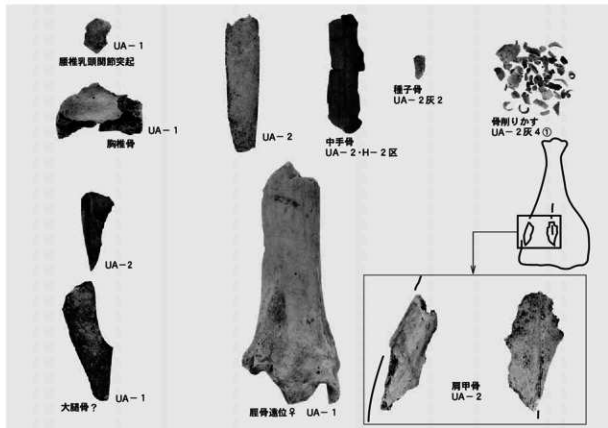 UA-1
腰椎乳頭関節突起
UA-1
胸椎骨
UA-2
中手骨
UA-2・H-2区
種子骨
UA-2灰2
骨削りかす
UA-2灰4①
UA-2
UA-1
大腿骨?
脛骨遠位♀ UA-1
肩甲骨
UA-2